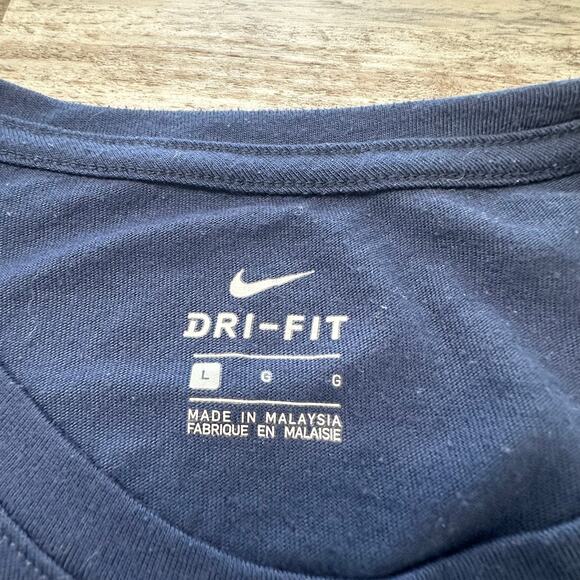 DRI-FIT
L G G
MADE IN MALAYSIA
FABRIQUE EN MALAISIE